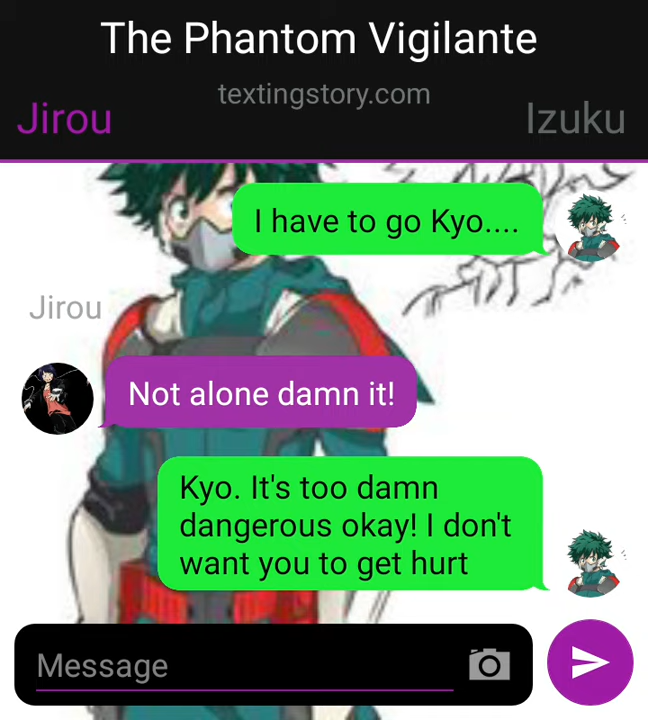 The Phantom Vigilante
textingstory.com
Jirou
Izuku
I have to go Kyo....
Jirou
Not alone damn it!
Kyo. It's too damn
dangerous okay! I don't
want you to get hurt
Message